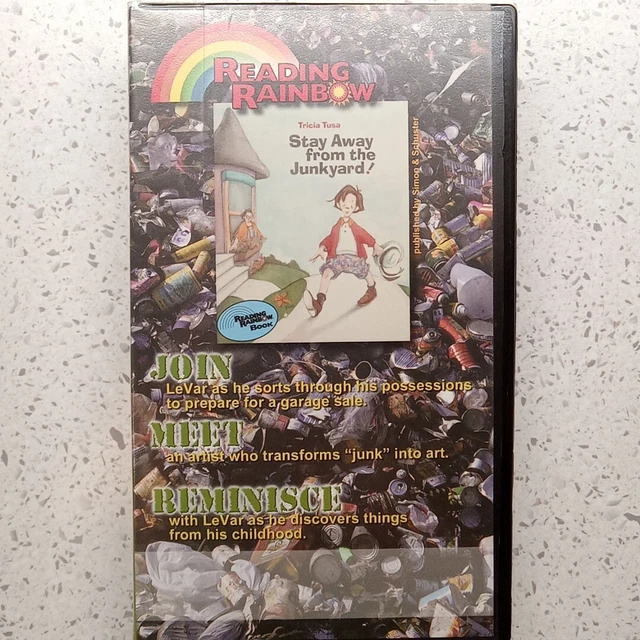 READING
RAINBOW
Tricia Tusa
Stay Away
from the
Junkyard!
published by Simon & Schuster
READING
RAINBOW
BOOK
JOIN
LeVar as he sorts through his possessions
to prepare for a garage sale.
MEET
an artist who transforms “junk” into art.
REMINISCE
with LeVar as he discovers things
from his childhood.